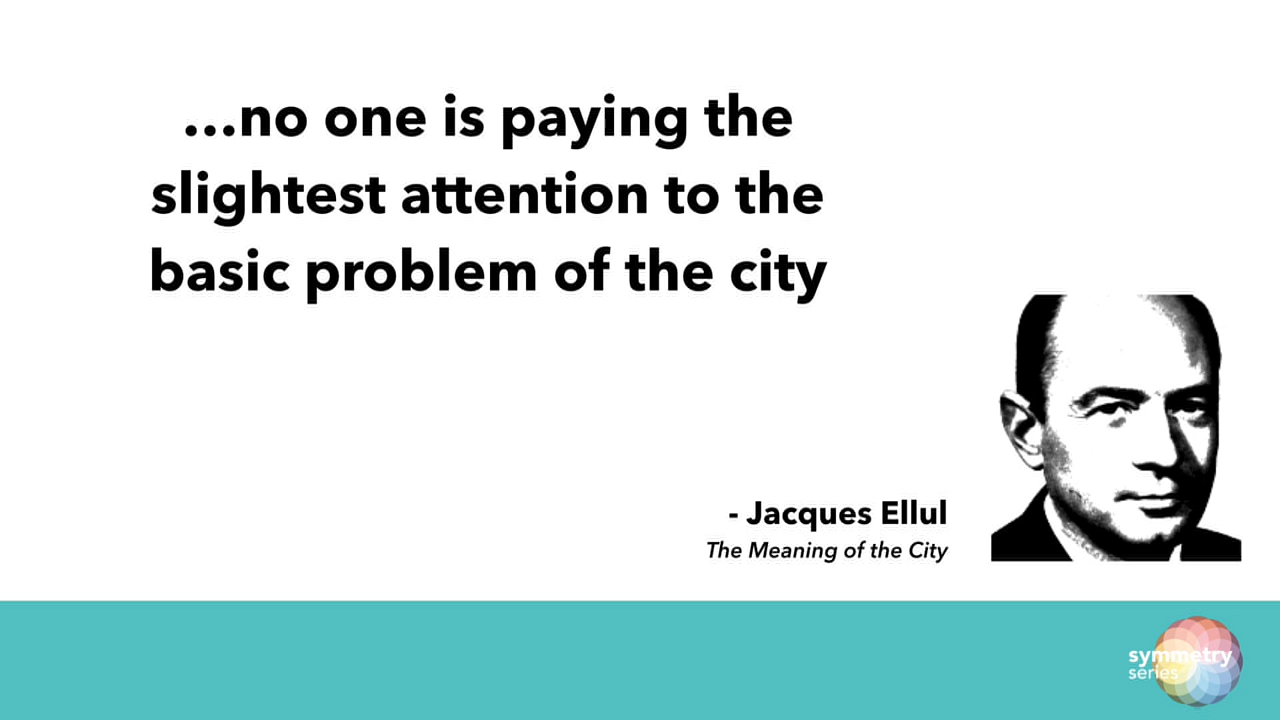 ...no one is paying the
slightest attention to the
basic problem of the city
- Jacques Ellul
The Meaning of the City
symmetry
series